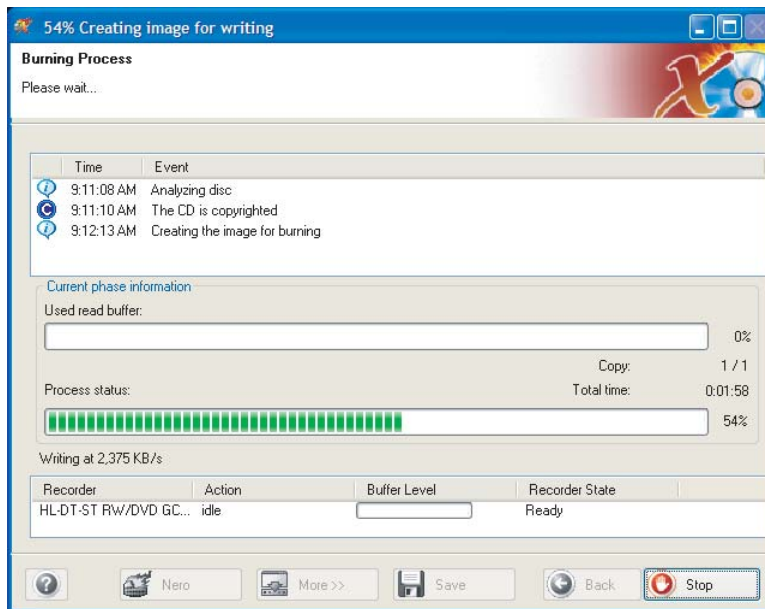 54% Creating image for writing
Burning Process
Please wait...
Time Event
9:11:08 AM Analyzing disc
9:11:10 AM The CD is copyrighted
9:12:13 AM Creating the image for burning
Current phase information
Used read buffer:
0%
Copy: 1 / 1
Process status: Total time: 0:01:58
54%
Writing at 2,375 KB/s
Recorder Action Buffer Level Recorder State
HL-DT-ST RW/DVD GC... idle Ready
Nero More >> Save Back Stop